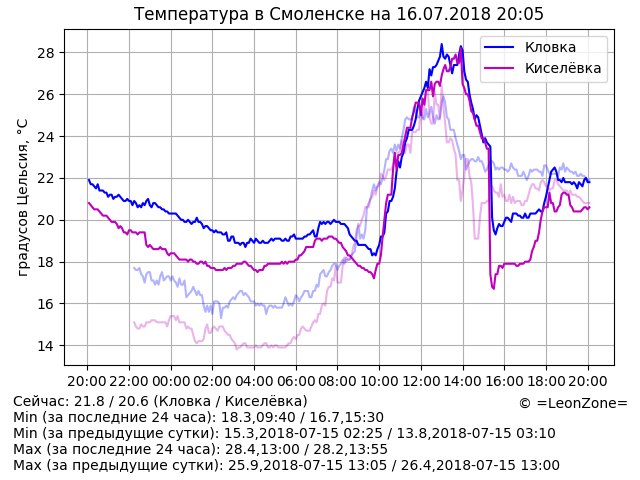 Температура в Смоленске на 16.07.2018 20:05
градусов Цельсия, °C
28
26
24
22
20
18
16
14
Кловка
Киселёвка
20:00 22:00 00:00 02:00 04:00 06:00 08:00 10:00 12:00 14:00 16:00 18:00 20:00
Сейчас: 21.8 / 20.6 (Кловка / Киселёвка)
© =LeonZone=
Min (за последние 24 часа): 18.3,09:40 / 16.7,15:30
Min (за предыдущие сутки): 15.3,2018-07-15 02:25 / 13.8,2018-07-15 03:10
Max (за последние 24 часа): 28.4,13:00 / 28.2,13:55
Max (за предыдущие сутки): 25.9,2018-07-15 13:05 / 26.4,2018-07-15 13:00